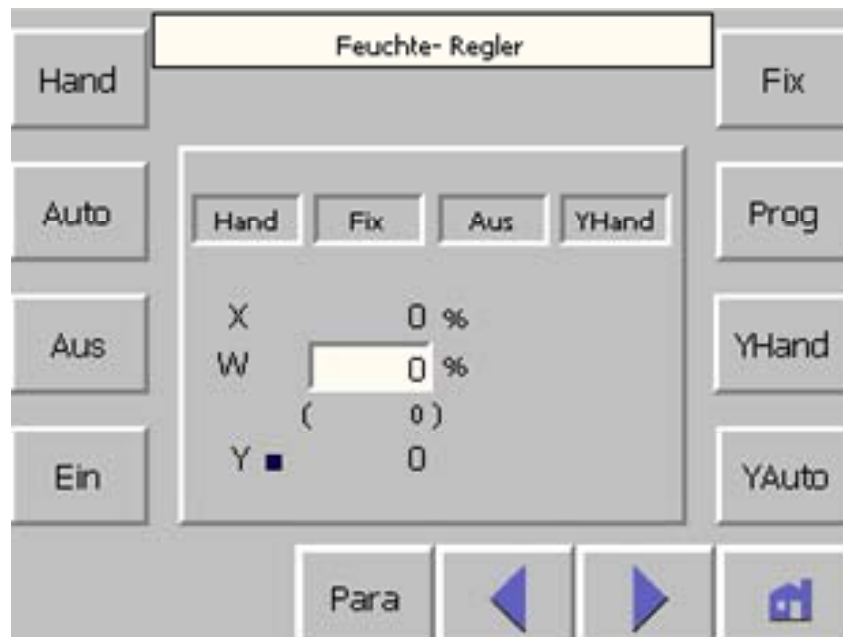 Feuchte- Regler
Hand
Fix
Auto
Prog
Hand Fix Aus YHand
X 0 %
Aus
YHand
W 0 %
( 0 )
Y 0
Ein
YAuto
Para